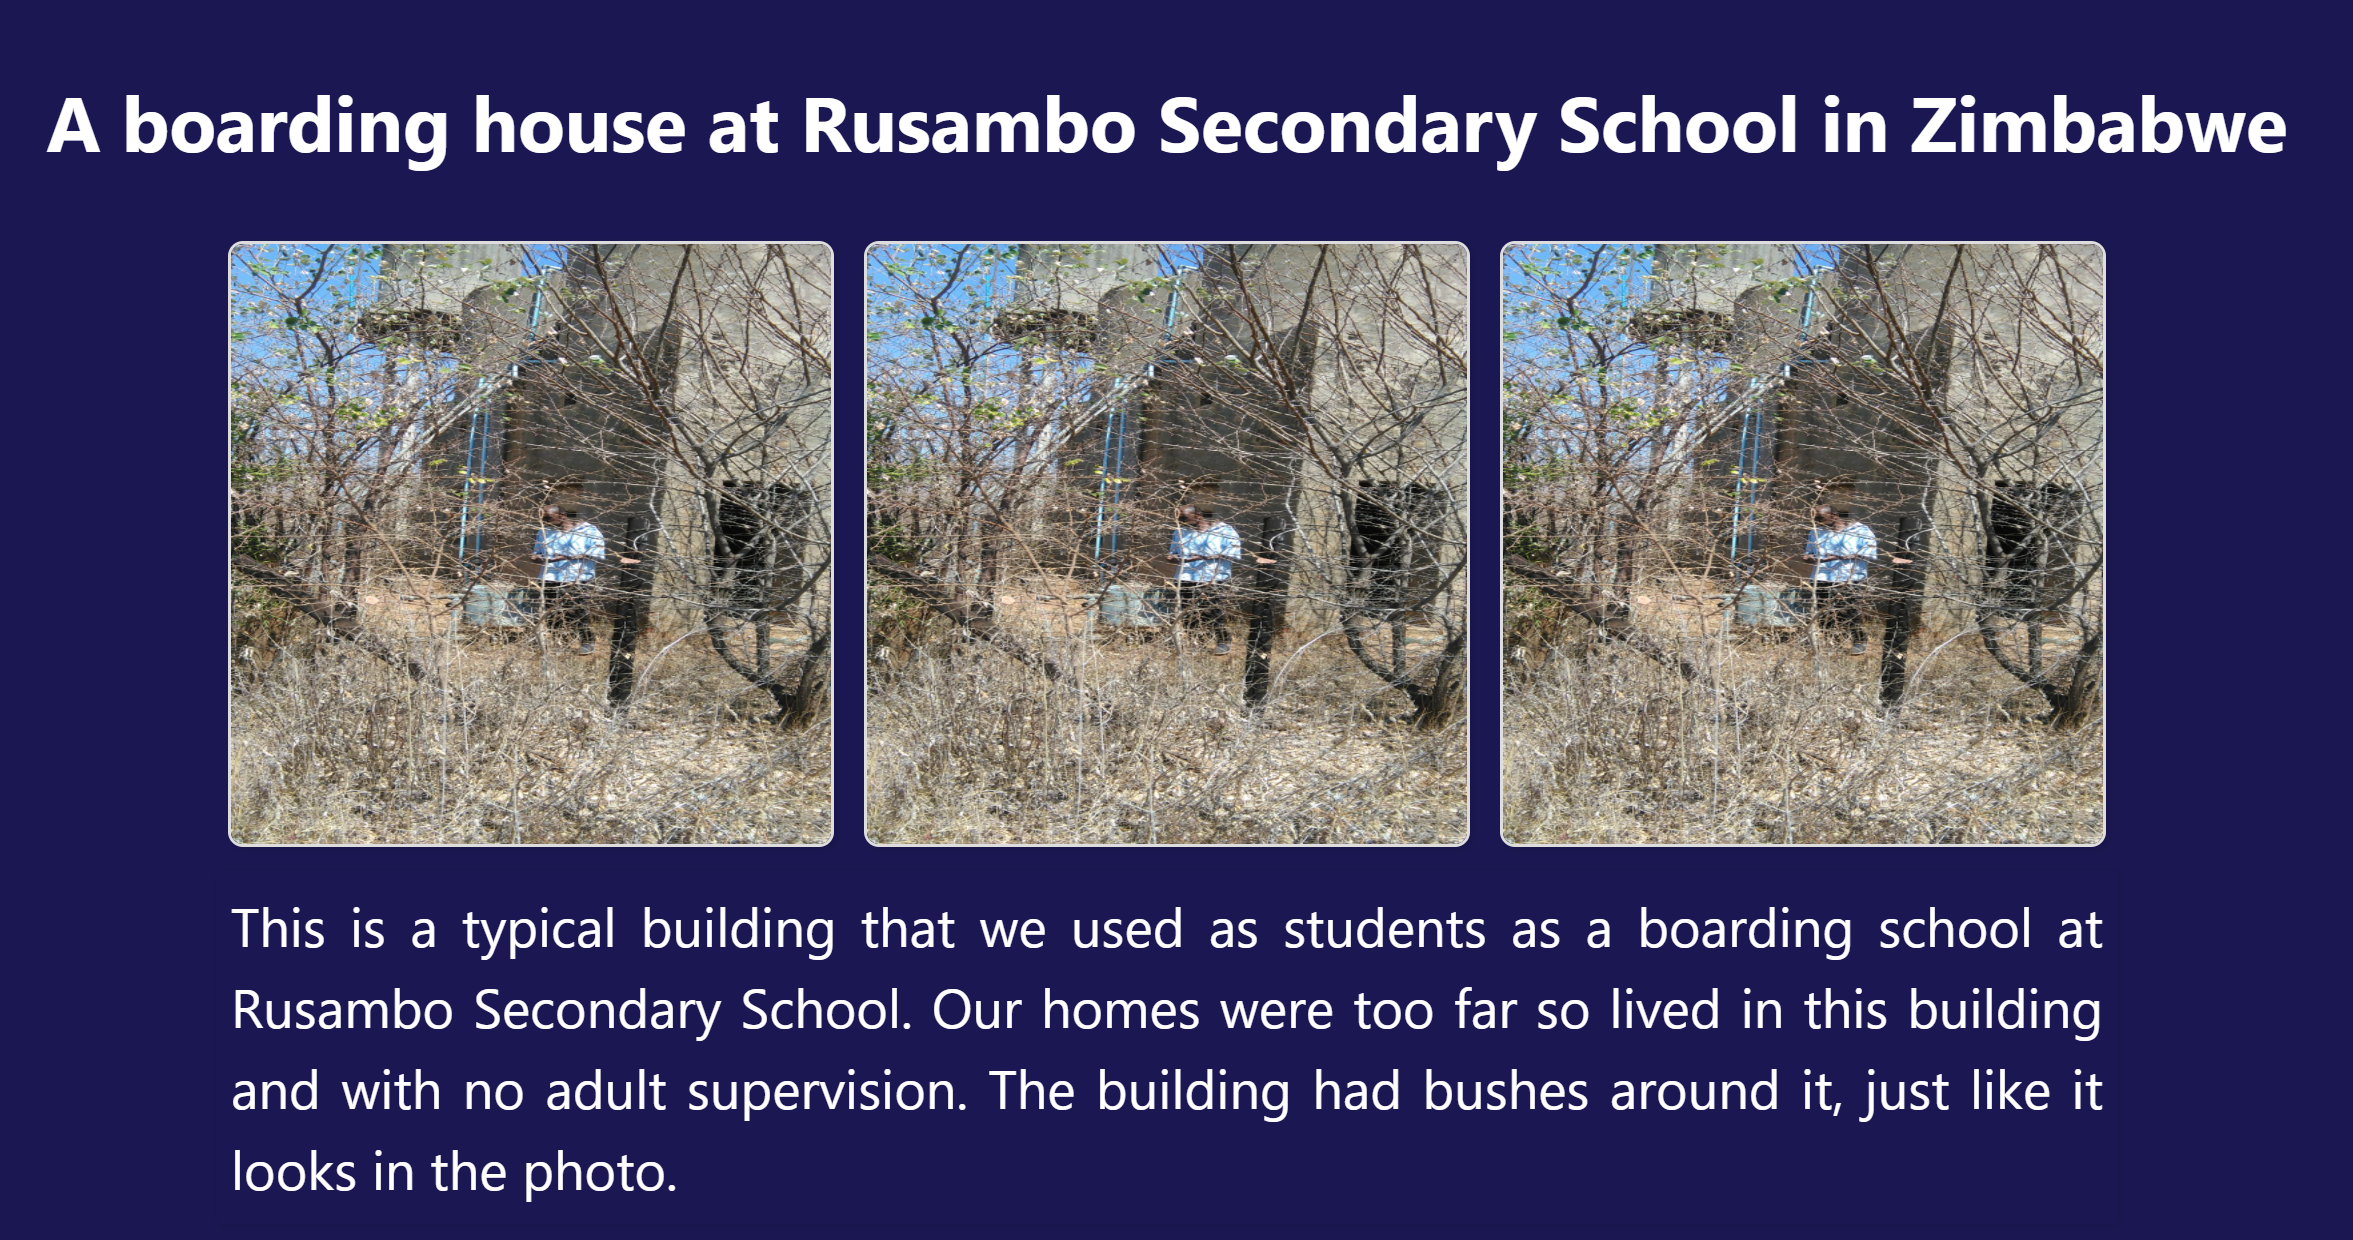 A boarding house at Rusambo Secondary School in Zimbabwe
This is a typical building that we used as students as a boarding school at
Rusambo Secondary School. Our homes were too far so lived in this building
and with no adult supervision. The building had bushes around it, just like it
looks in the photo.